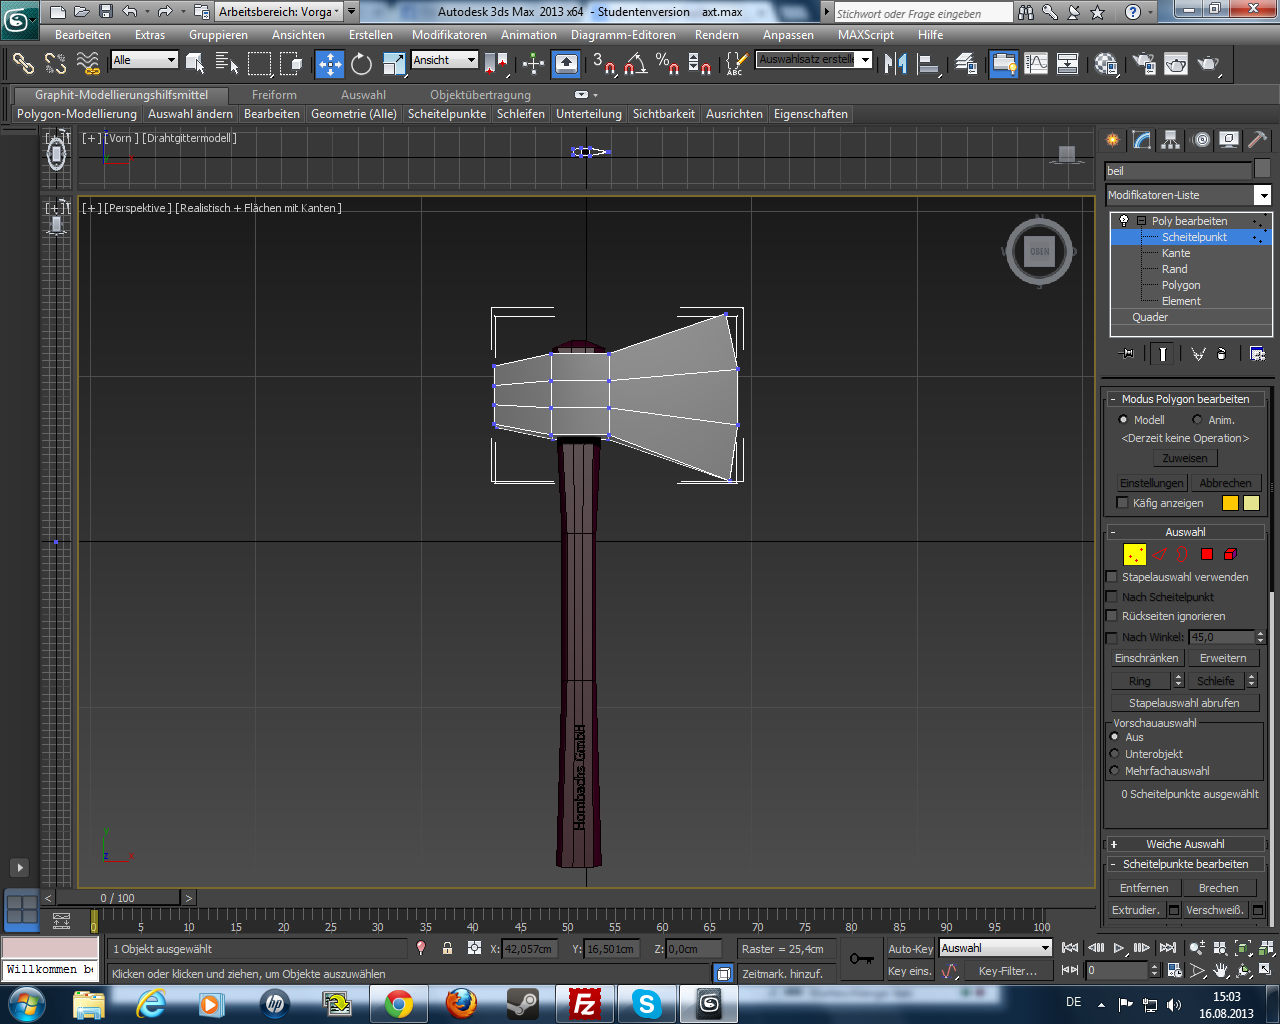 Arbeitsbereich: Vorga
Autodesk 3ds Max 2013 x64 - Studentenversion axt.max
Stichwort oder Frage eingeben
Bearbeiten Extras Gruppieren Ansichten Erstellen Modifikatoren Animation Diagramm-Editoren Rendern Anpassen MAXScript Hilfe
Alle Ansicht 3 Auswahlsatz erstelle
Graphit-Modellierungshilfsmittel Freiform Auswahl Objektübertragung
Polygon-Modellierung Auswahl ändern Bearbeiten Geometrie (Alle) Scheitelpunkte Schleifen Unterteilung Sichtbarkeit Ausrichten Eigenschaften
[+] [Vorn ] [Drahtgittermodell ]
[+] [Perspektive ] [Realistisch + Flächen mit Kanten ]
OBEN
Hornbachs GmbH
beil
Modifikatoren-Liste
Poly bearbeiten
Scheitelpunkt
Kante
Rand
Polygon
Element
Quader
- Modus Polygon bearbeiten
Modell Anim.
<Derzeit keine Operation>
Zuweisen
Einstellungen Abbrechen
Käfig anzeigen
- Auswahl
Stapelauswahl verwenden
Nach Scheitelpunkt
Rückseiten ignorieren
Nach Winkel: 45,0
Einschränken Erweitern
Ring Schleife
Stapelauswahl abrufen
Vorschauauswahl
Aus
Unterobjekt
Mehrfachauswahl
0 Scheitelpunkte ausgewählt
+ Weiche Auswahl
- Scheitelpunkte bearbeiten
Entfernen Brechen
Extrudier. Verschweiß.
< 0 / 100 >
0 5 10 15 20 25 30 35 40 45 50 55 60 65 70 75 80 85 90 95 100
1 Objekt ausgewählt X: 42,057cm Y: 16,501cm Z: 0,0cm Raster = 25,4cm Auto-Key Auswahl
Willkommen be Klicken oder klicken und ziehen, um Objekte auszuwählen Zeitmark. hinzuf. Key eins. Key-Filter... 0
DE 15:03
16.08.2013